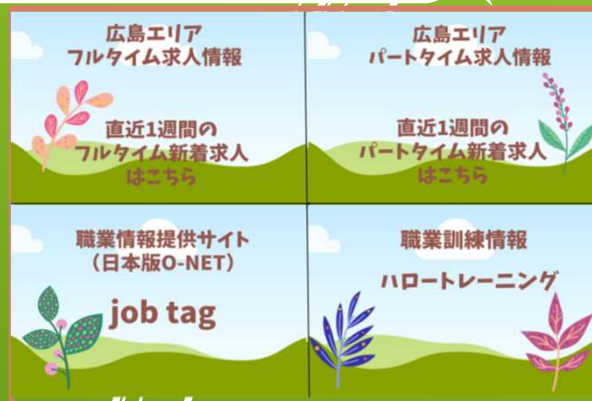 広島エリア
フルタイム求人情報
直近1週間の
フルタイム新着求人
はこちら
広島エリア
パートタイム求人情報
直近1週間の
パートタイム新着求人
はこちら
職業情報提供サイト
（日本版O-NET）
job tag
職業訓練情報
ハロートレーニング